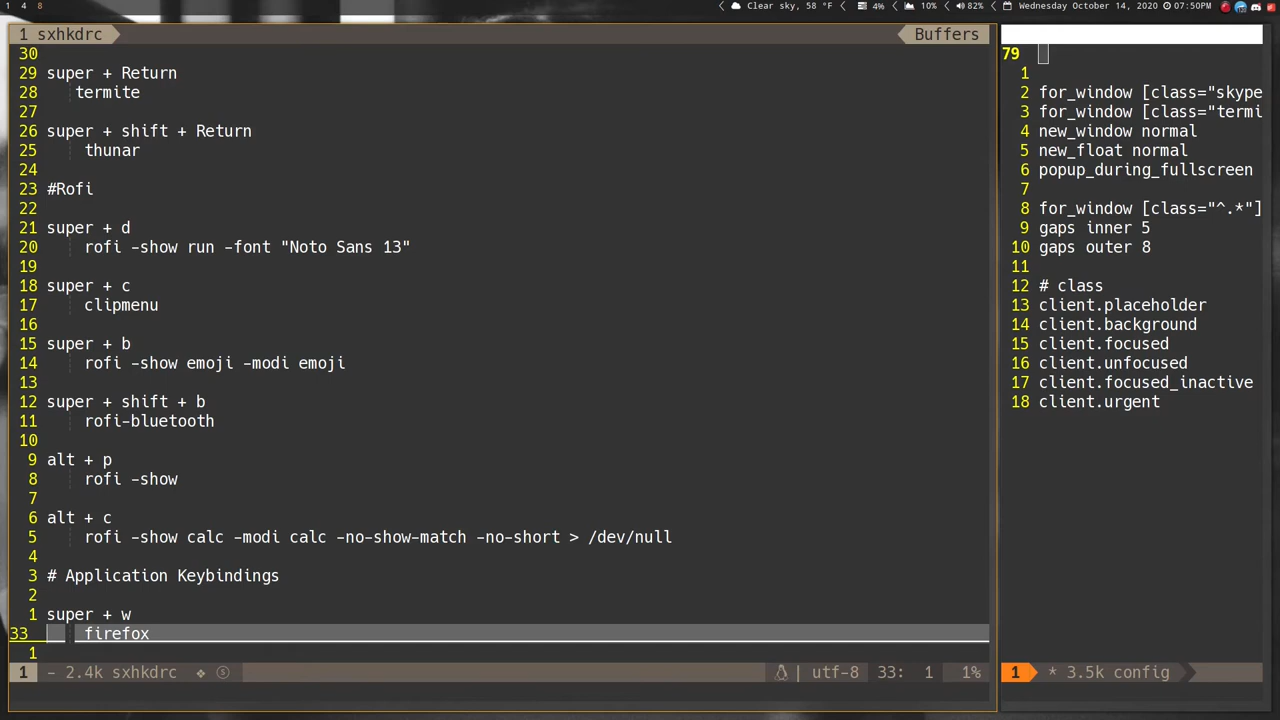 1 4 8
Clear sky, 58 °F 4% 10% 82% Wednesday October 14, 2020 07:50PM
1 sxhkdrc Buffers
30
29 super + Return
28 termite
27
26 super + shift + Return
25 thunar
24
23 #Rofi
22
21 super + d
20 rofi -show run -font "Noto Sans 13"
19
18 super + c
17 clipmenu
16
15 super + b
14 rofi -show emoji -modi emoji
13
12 super + shift + b
11 rofi-bluetooth
10
9 alt + p
8 rofi -show
7
6 alt + c
5 rofi -show calc -modi calc -no-show-match -no-short > /dev/null
4
3 # Application Keybindings
2
1 super + w
33 firefox
1
1 - 2.4k sxhkdrc utf-8 33: 1 1%
79
1
2 for_window [class="skype
3 for_window [class="termi
4 new_window normal
5 new_float normal
6 popup_during_fullscreen
7
8 for_window [class="^.*"]
9 gaps inner 5
10 gaps outer 8
11
12 # class
13 client.placeholder
14 client.background
15 client.focused
16 client.unfocused
17 client.focused_inactive
18 client.urgent
1 * 3.5k config